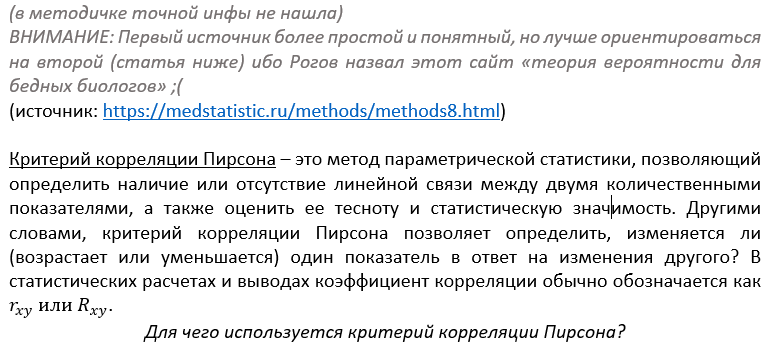 (в методичке точной инфы не нашла)
ВНИМАНИЕ: Первый источник более простой и понятный, но лучше ориентироваться
на второй (статья ниже) ибо Рогов назвал этот сайт «теория вероятности для
бедных биологов» ;(
(источник: https://medstatistic.ru/methods/methods8.html)
Критерий корреляции Пирсона – это метод параметрической статистики, позволяющий
определить наличие или отсутствие линейной связи между двумя количественными
показателями, а также оценить ее тесноту и статистическую значимость. Другими
словами, критерий корреляции Пирсона позволяет определить, изменяется ли
(возрастает или уменьшается) один показатель в ответ на изменения другого? В
статистических расчетах и выводах коэффициент корреляции обычно обозначается как
r_xy или R_xy.
Для чего используется критерий корреляции Пирсона?